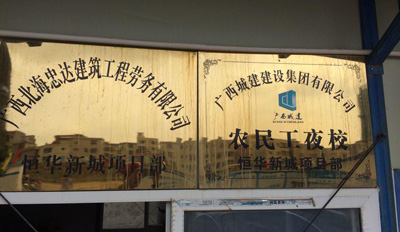 广西北海忠达建筑工程劳务有限公司
恒华新城项目部
广西城建建设集团有限公司
广西城建
农民工夜校
恒华新城项目部